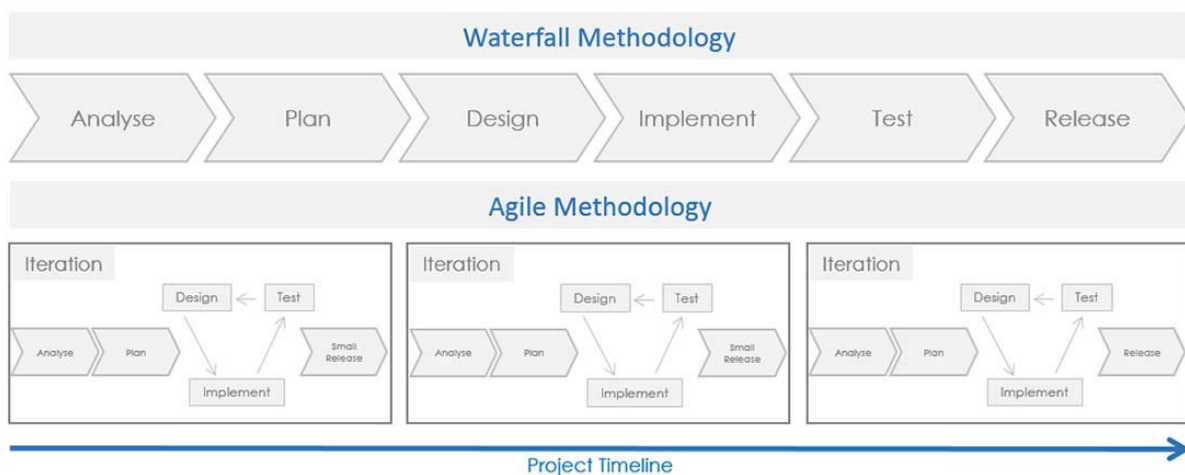 Waterfall Methodology
Analyse
Plan
Design
Implement
Test
Release
Agile Methodology
Iteration
Design
Test
Analyse
Plan
Small
Release
Implement
Iteration
Design
Test
Analyse
Plan
Small
Release
Implement
Iteration
Design
Test
Analyse
Plan
Release
Implement
Project Timeline